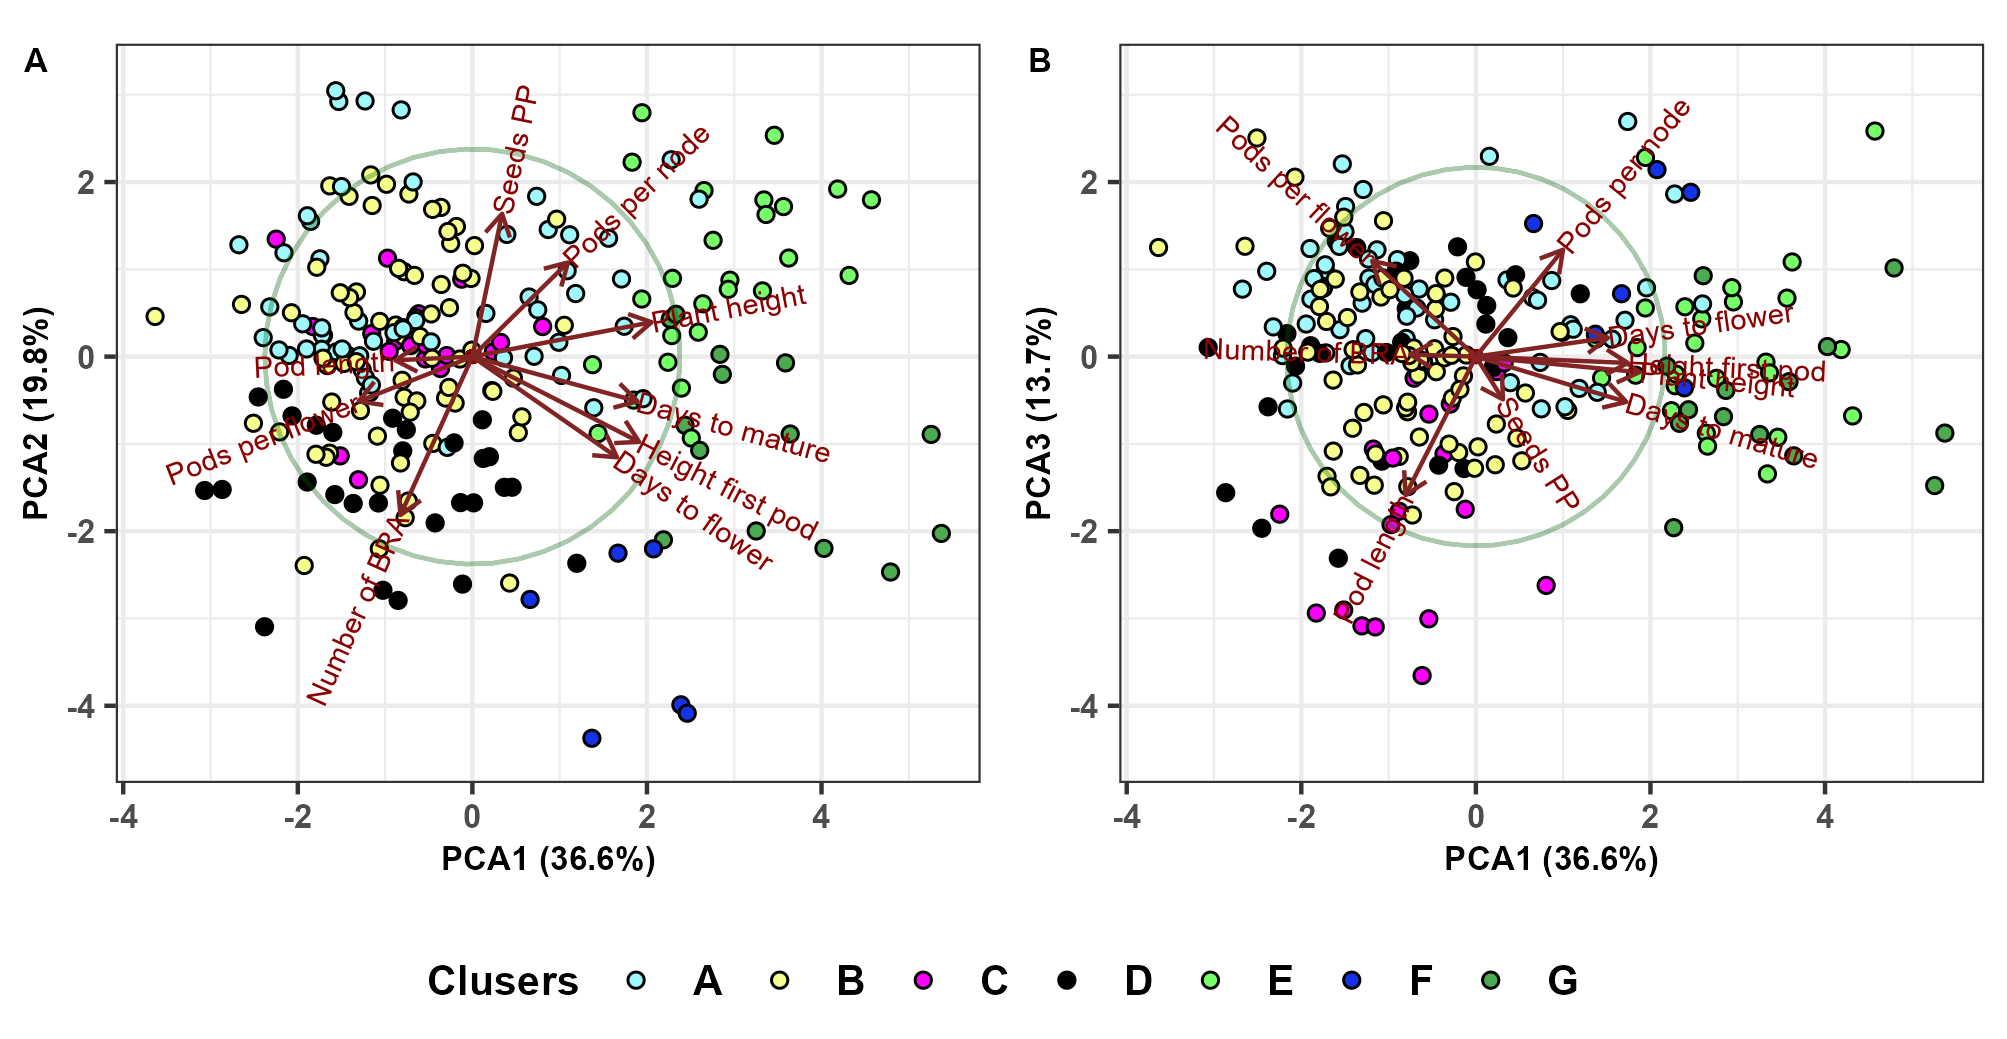 A
B
Seeds PP
Pods per node
Plant height
Pod length
Pods per flower
Days to mature
Height first pod
Days to flower
Number of BRA
2
0
-2
-4
-4
-2
0
2
4
PCA2 (19.8%)
PCA1 (36.6%)
Pods per flower
Pods per node
Days to flower
Number of BRA
Height first pod
Plant height
Days to mature
Seeds PP
Pod length
2
0
-2
-4
-4
-2
0
2
4
PCA3 (13.7%)
PCA1 (36.6%)
Clusers A B C D E F G